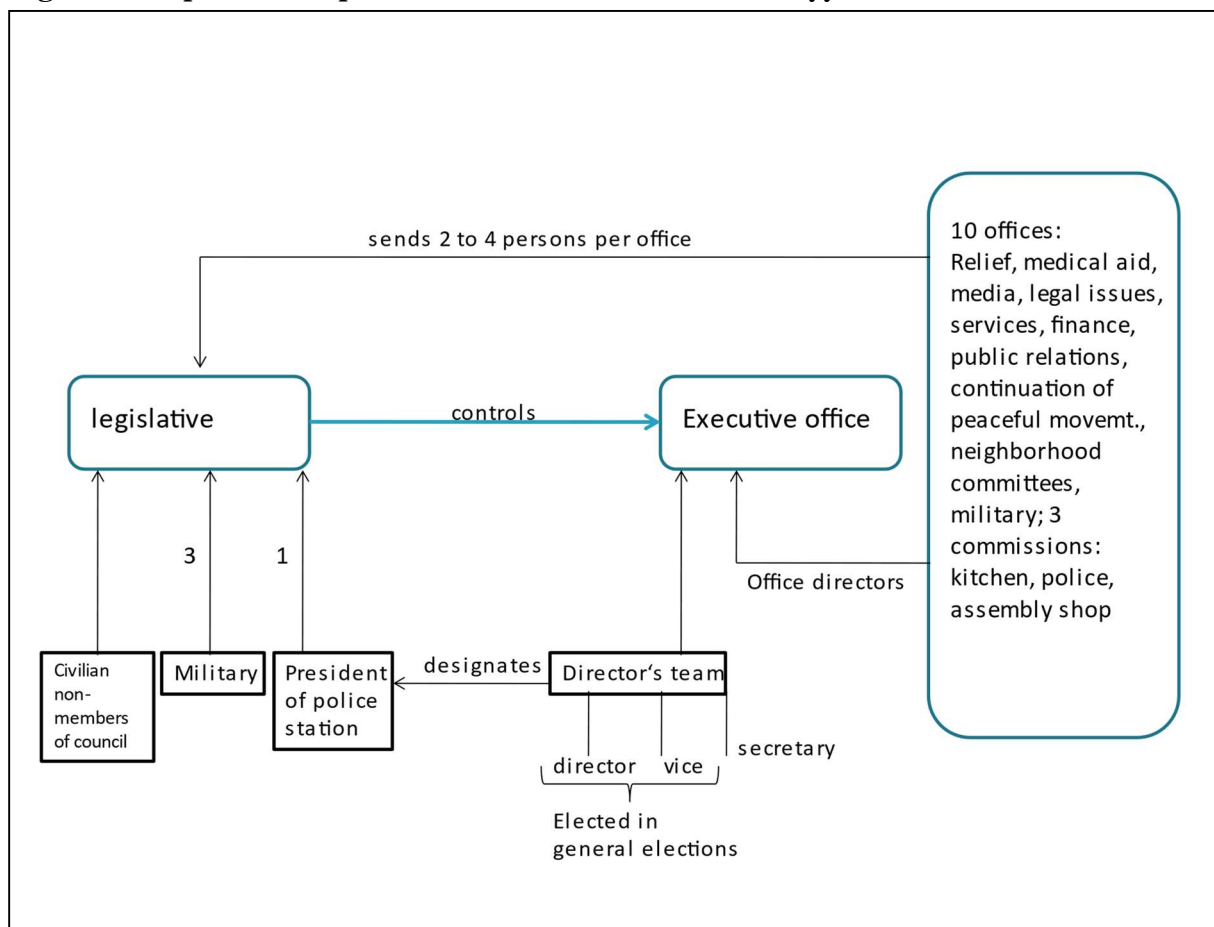 sends 2 to 4 persons per office
10 offices:
Relief, medical aid,
media, legal issues,
services, finance,
public relations,
continuation of
peaceful movemt.,
neighborhood
committees,
military; 3
commissions:
kitchen, police,
assembly shop
legislative
controls
Executive office
3
1
Office directors
Civilian
non-
members
of council
Military
President
of police
station
designates
Director‘s team
director
vice
secretary
Elected in
general elections